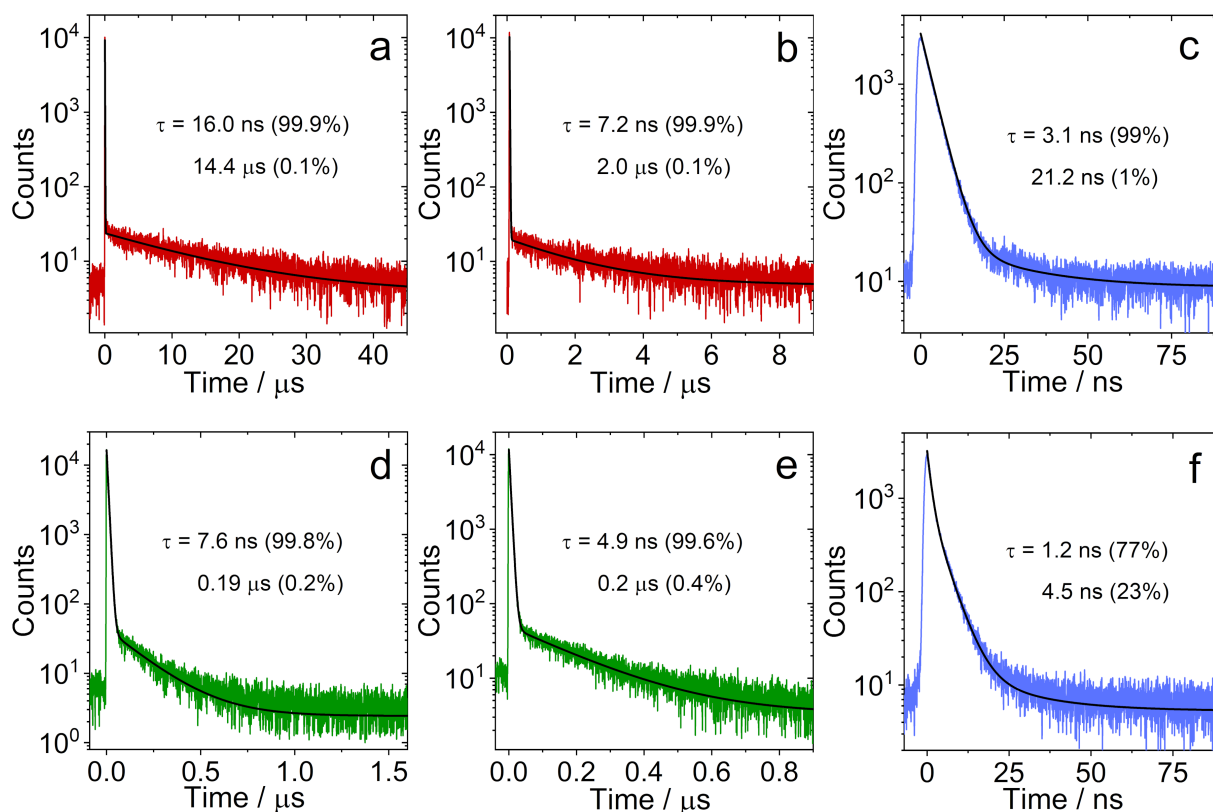 a
τ = 16.0 ns (99.9%)
14.4 μs (0.1%)
Counts
10⁴
10³
10²
10¹
0 10 20 30 40
Time / μs
b
τ = 7.2 ns (99.9%)
2.0 μs (0.1%)
Counts
10⁴
10³
10²
10¹
0 2 4 6 8
Time / μs
c
τ = 3.1 ns (99%)
21.2 ns (1%)
Counts
10³
10²
10¹
0 25 50 75
Time / ns
d
τ = 7.6 ns (99.8%)
0.19 μs (0.2%)
Counts
10⁴
10³
10²
10¹
10⁰
0.0 0.5 1.0 1.5
Time / μs
e
τ = 4.9 ns (99.6%)
0.2 μs (0.4%)
Counts
10⁴
10³
10²
10¹
0.0 0.2 0.4 0.6 0.8
Time / μs
f
τ = 1.2 ns (77%)
4.5 ns (23%)
Counts
10³
10²
10¹
0 25 50 75
Time / ns